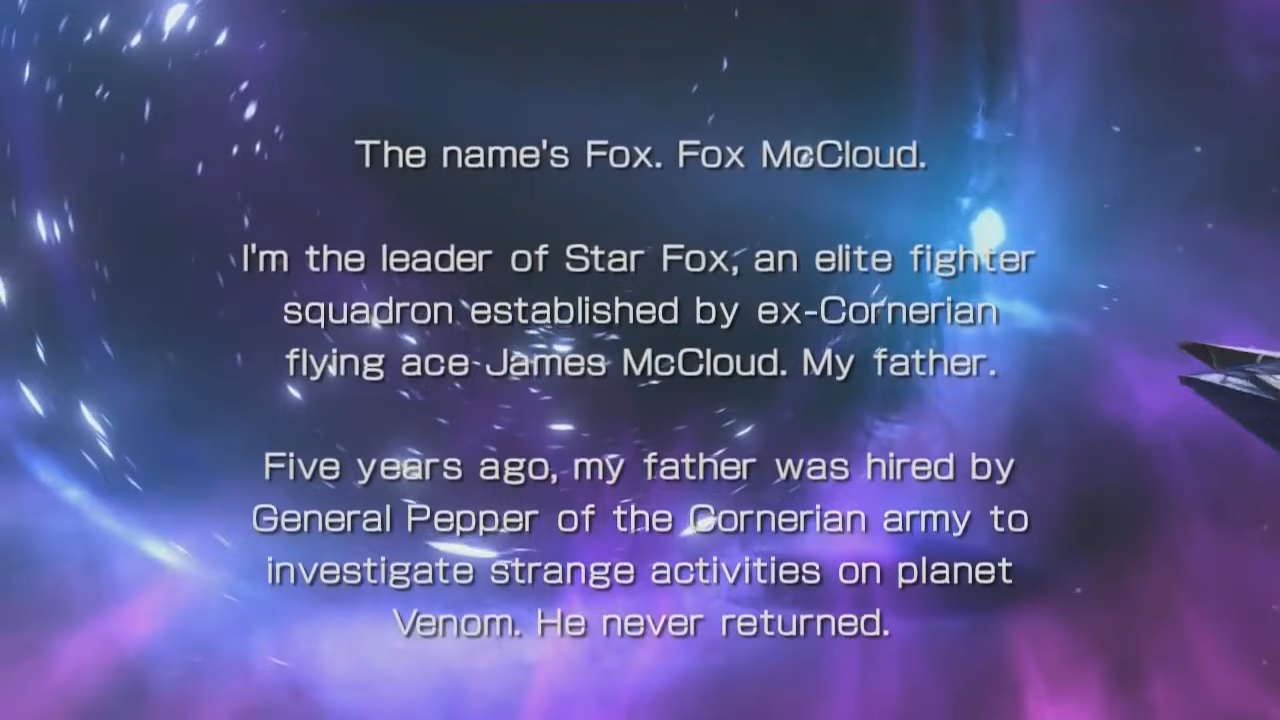 The name's Fox. Fox McCloud.
I'm the leader of Star Fox, an elite fighter
squadron established by ex-Cornerian
flying ace James McCloud. My father.
Five years ago, my father was hired by
General Pepper of the Cornerian army to
investigate strange activities on planet
Venom. He never returned.